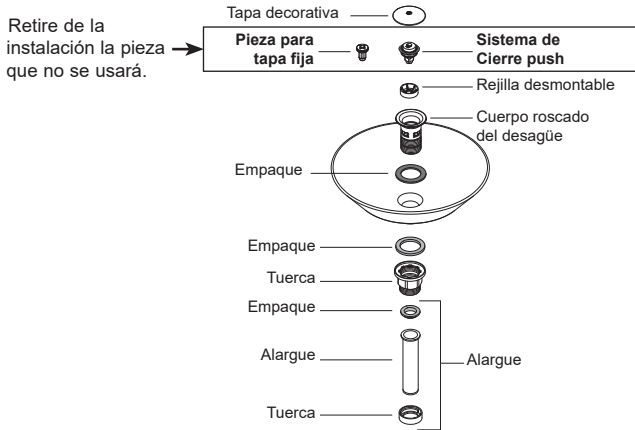 Tapa decorativa
Retire de la
instalación la pieza
que no se usará.
Pieza para
tapa fija
Sistema de
Cierre push
Rejilla desmontable
Cuerpo roscado
del desagüe
Empaque
Empaque
Tuerca
Empaque
Alargue
Alargue
Tuerca